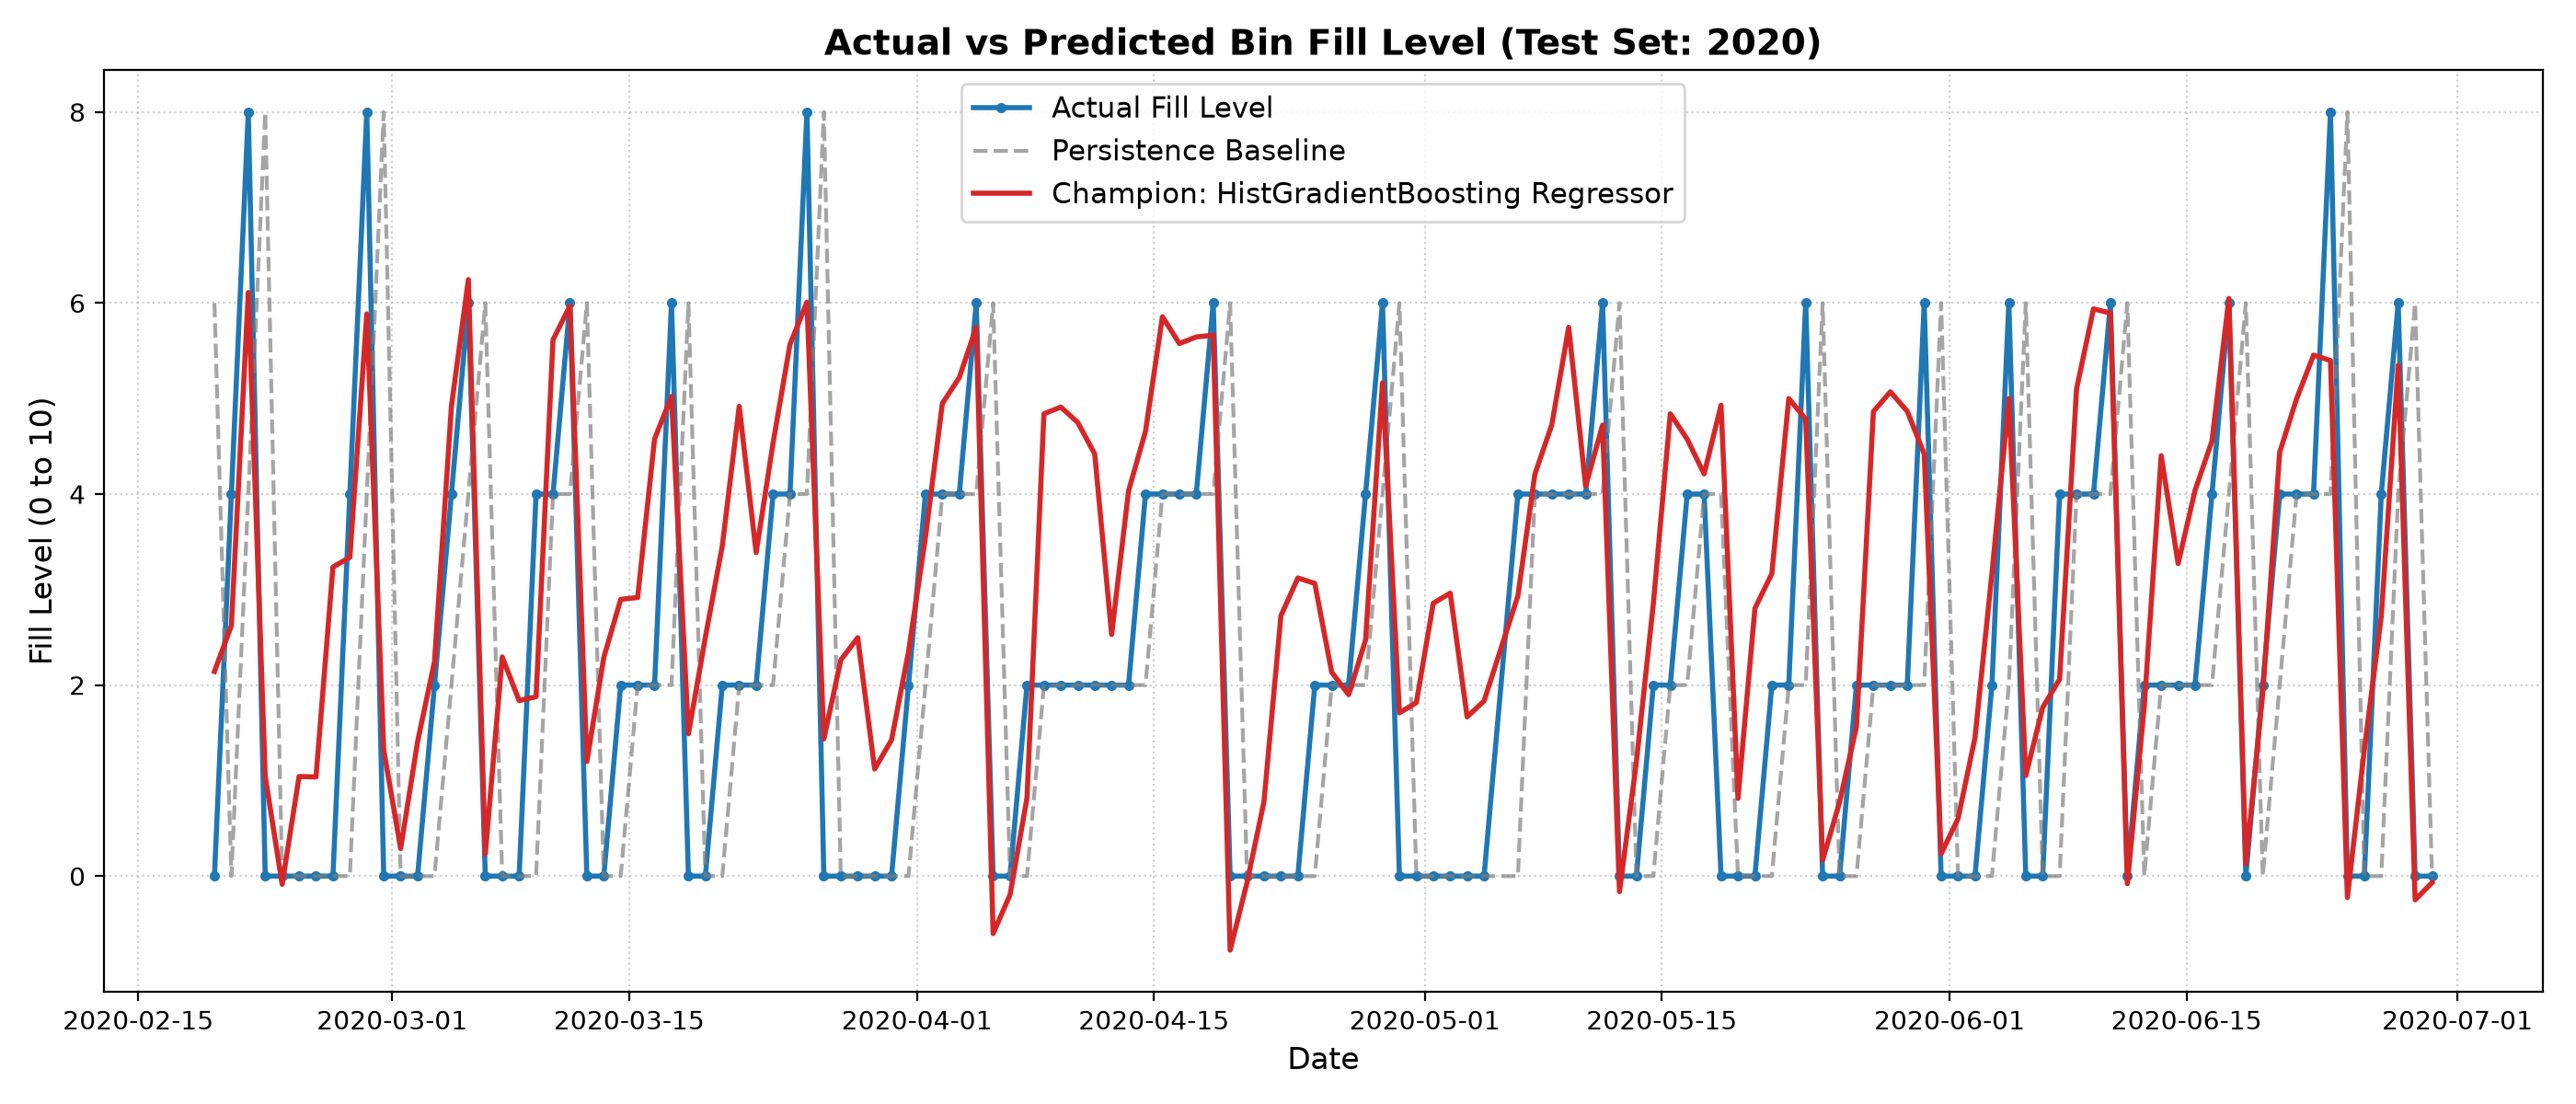 Actual vs Predicted Bin Fill Level (Test Set: 2020)
Actual Fill Level
Persistence Baseline
Champion: HistGradientBoosting Regressor
Fill Level (0 to 10)
8
6
4
2
0
2020-02-15
2020-03-01
2020-03-15
2020-04-01
2020-04-15
2020-05-01
2020-05-15
2020-06-01
2020-06-15
2020-07-01
Date